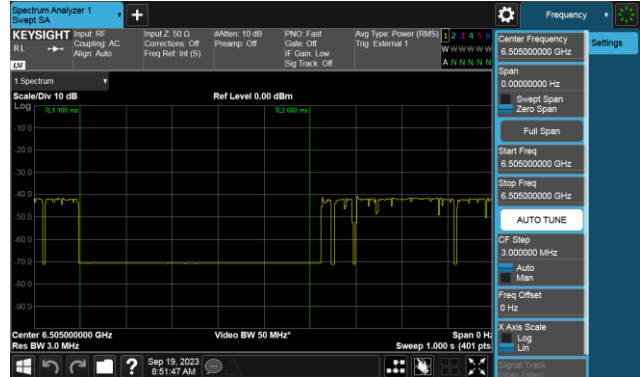 Spectrum Analyzer 1
Swept SA
Frequency
KEYSIGHT
RL
LXI
Input: RF
Coupling: AC
Align: Auto
Input Z: 50 Ω
Corrections: Off
Freq Ref: Int (S)
#Atten: 10 dB
Preamp: Off
PNO: Fast
Gate: Off
IF Gain: Low
Sig Track: Off
Avg Type: Power (RMS)
Trig: External 1
1 2 3 4 5 6
W W W W W W
A N N N N N
Center Frequency
6.505000000 GHz
Settings
Span
0.00000000 Hz
Swept Span
Zero Span
Full Span
Start Freq
6.505000000 GHz
Stop Freq
6.505000000 GHz
AUTO TUNE
CF Step
3.000000 MHz
Auto
Man
Freq Offset
0 Hz
X Axis Scale
Log
Lin
Signal Track
(Span Zoom)
1 Spectrum
Scale/Div 10 dB
Ref Level 0.00 dBm
Log
TL1 100 ms
TL2 600 ms
-10.0
-20.0
-30.0
-40.0
-50.0
-60.0
-70.0
-80.0
-90.0
Center 6.505000000 GHz
Video BW 50 MHz*
Span 0 Hz
Res BW 3.0 MHz
Sweep 1.000 s (401 pts)
Sep 19, 2023
8:51:47 AM